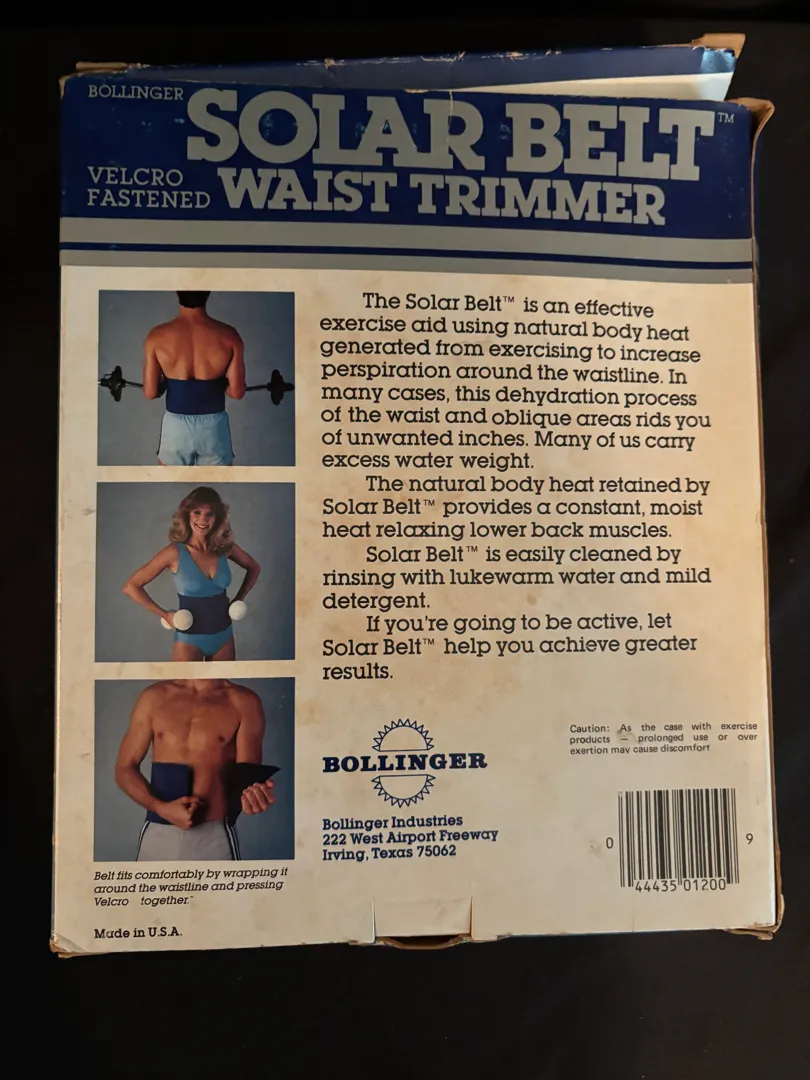 BOLLINGER
SOLAR BELT™
VELCRO
FASTENED
WAIST TRIMMER
The Solar Belt™ is an effective
exercise aid using natural body heat
generated from exercising to increase
perspiration around the waistline. In
many cases, this dehydration process
of the waist and oblique areas rids you
of unwanted inches. Many of us carry
excess water weight.
The natural body heat retained by
Solar Belt™ provides a constant, moist
heat relaxing lower back muscles.
Solar Belt™ is easily cleaned by
rinsing with lukewarm water and mild
detergent.
If you're going to be active, let
Solar Belt™ help you achieve greater
results.
Belt fits comfortably by wrapping it
around the waistline and pressing
Velcro together."
Made in U.S.A.
BOLLINGER
Bollinger Industries
222 West Airport Freeway
Irving, Texas 75062
Caution: As the case with exercise
products — prolonged use or over
exertion may cause discomfort
0 44435 01200 9